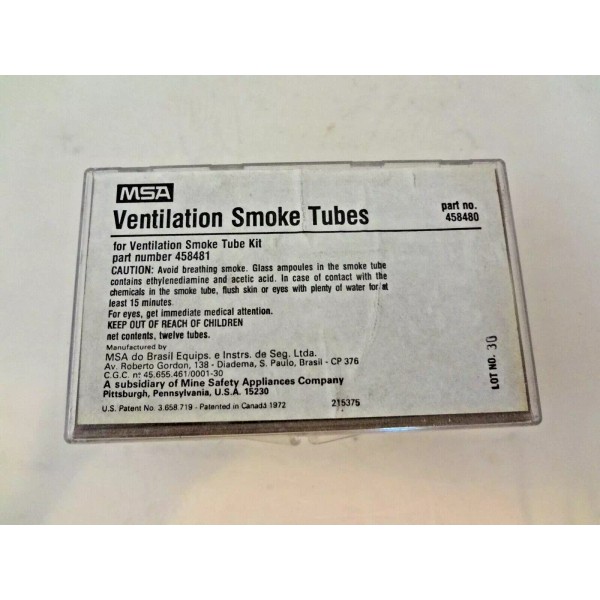 MSA
Ventilation Smoke Tubes
part no.
458480
for Ventilation Smoke Tube Kit
part number 458481
CAUTION: Avoid breathing smoke. Glass ampoules in the smoke tube
contains ethylenediamine and acetic acid. In case of contact with the
chemicals in the smoke tube, flush skin or eyes with plenty of water for at
least 15 minutes.
For eyes, get immediate medical attention.
KEEP OUT OF REACH OF CHILDREN
net contents, twelve tubes.
Manufactured by
MSA do Brasil Equips. e Instrs. de Seg. Ltda.
Av. Roberto Gordon, 138 - Diadema, S. Paulo, Brasil - CP 376
C.G.C. nº 45.655.461/0001-30
A subsidiary of Mine Safety Appliances Company
Pittsburgh, Pennsylvania, U.S.A. 15230
U.S. Patent No. 3.658.719 - Patented in Canada 1972
215375
LOT NO. 30